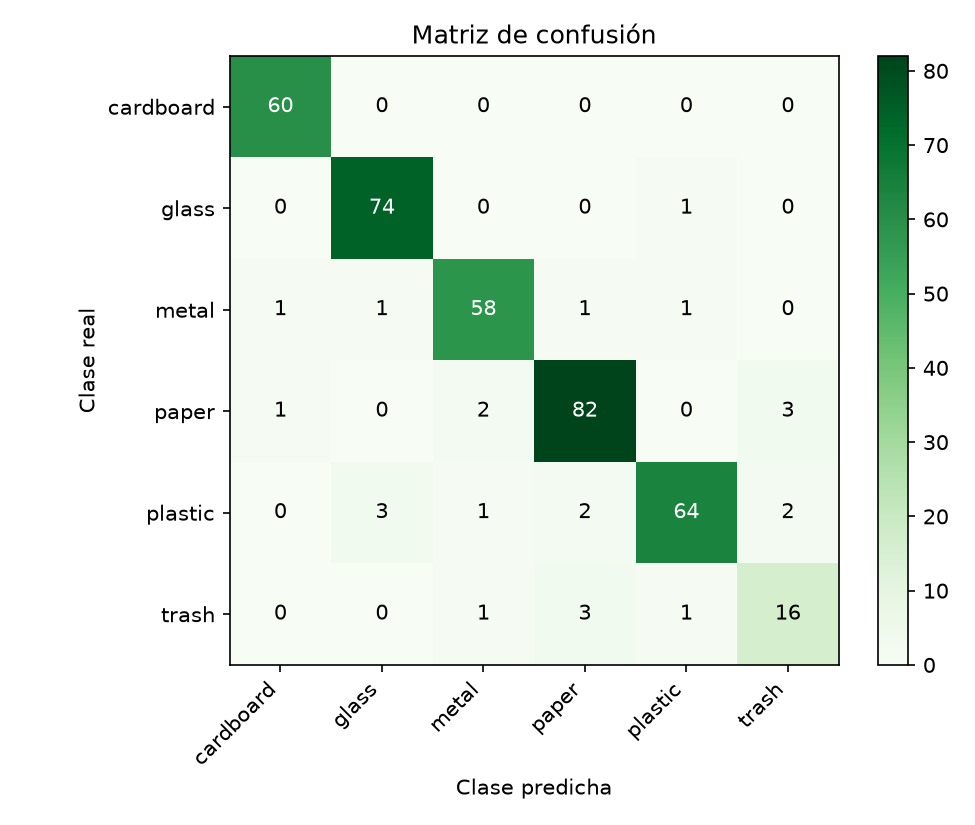 Matriz de confusión
cardboard 60 0 0 0 0 0
glass 0 74 0 0 1 0
metal 1 1 58 1 1 0
paper 1 0 2 82 0 3
plastic 0 3 1 2 64 2
trash 0 0 1 3 1 16
Clase real
cardboard glass metal paper plastic trash
Clase predicha
80
70
60
50
40
30
20
10
0